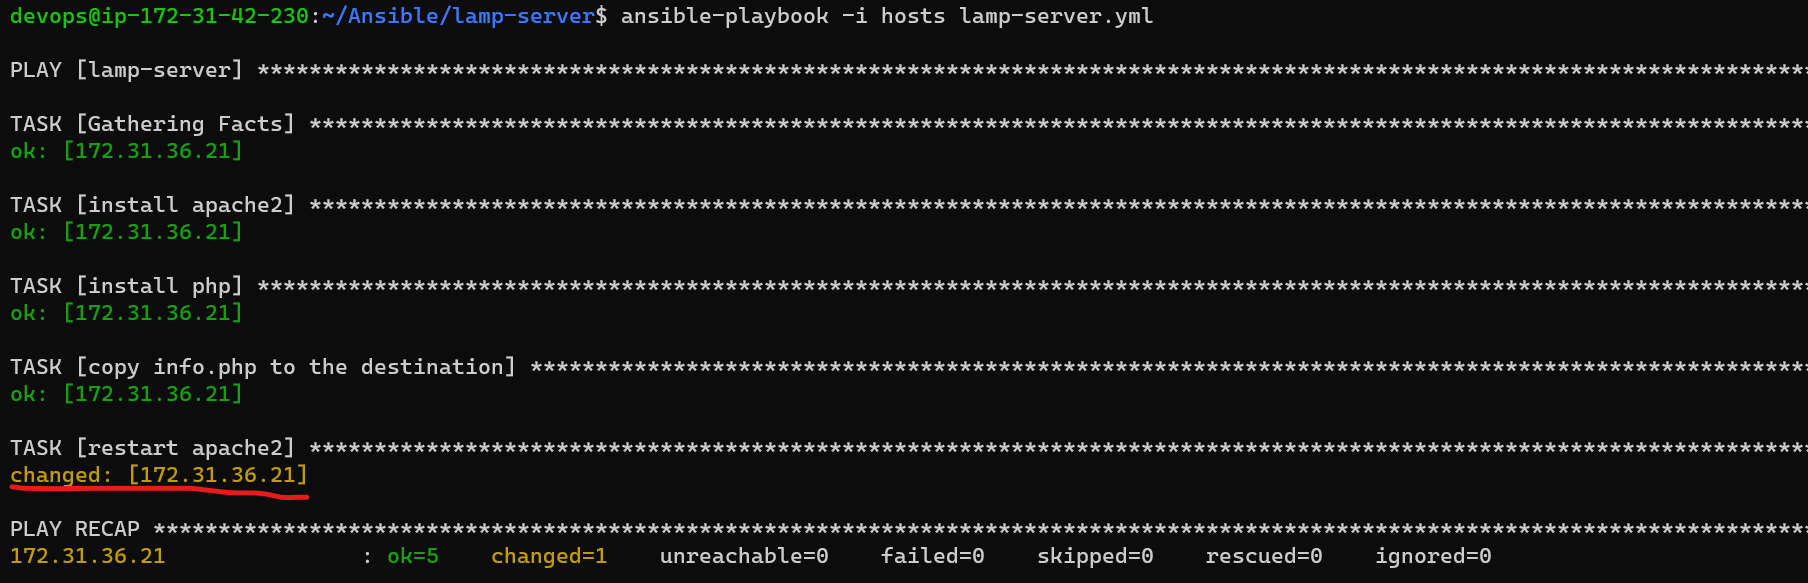 devops@ip-172-31-42-230:~/Ansible/lamp-server$ ansible-playbook -i hosts lamp-server.yml
PLAY [lamp-server] ************************************************************************************************************************
TASK [Gathering Facts] ********************************************************************************************************************
ok: [172.31.36.21]
TASK [install apache2] ********************************************************************************************************************
ok: [172.31.36.21]
TASK [install php] ************************************************************************************************************************
ok: [172.31.36.21]
TASK [copy info.php to the destination] ***************************************************************************************************
ok: [172.31.36.21]
TASK [restart apache2] ********************************************************************************************************************
changed: [172.31.36.21]
PLAY RECAP ********************************************************************************************************************************
172.31.36.21               : ok=5    changed=1    unreachable=0    failed=0    skipped=0    rescued=0    ignored=0